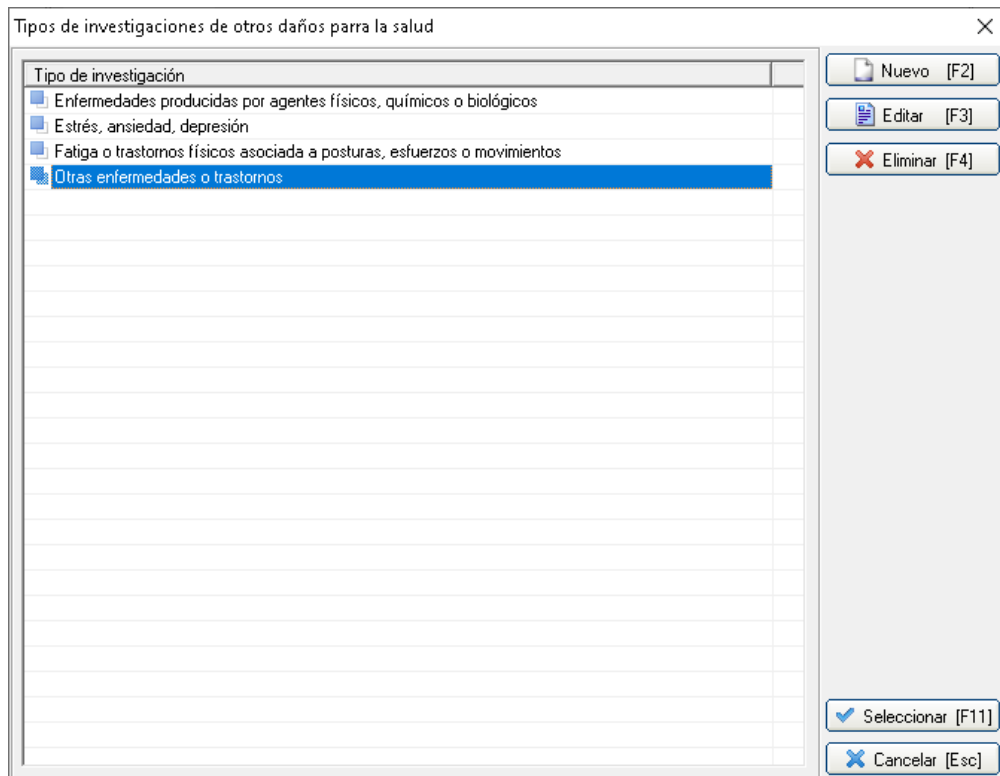 Tipos de investigaciones de otros daños parra la salud
Tipo de investigación
Enfermedades producidas por agentes físicos, químicos o biológicos
Estrés, ansiedad, depresión
Fatiga o trastornos físicos asociada a posturas, esfuerzos o movimientos
Otras enfermedades o trastornos
Nuevo [F2]
Editar [F3]
Eliminar [F4]
Seleccionar [F11]
Cancelar [Esc]